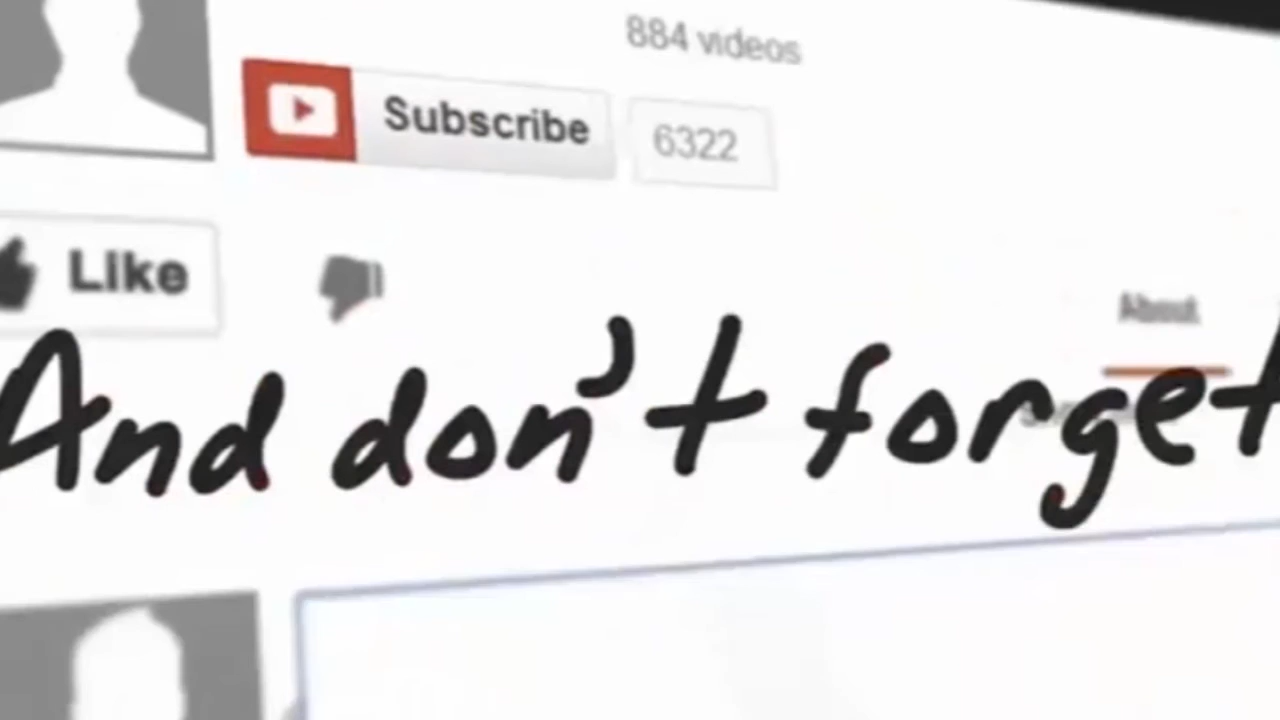 884 videos
Subscribe 6322
Like
About
And don't forget